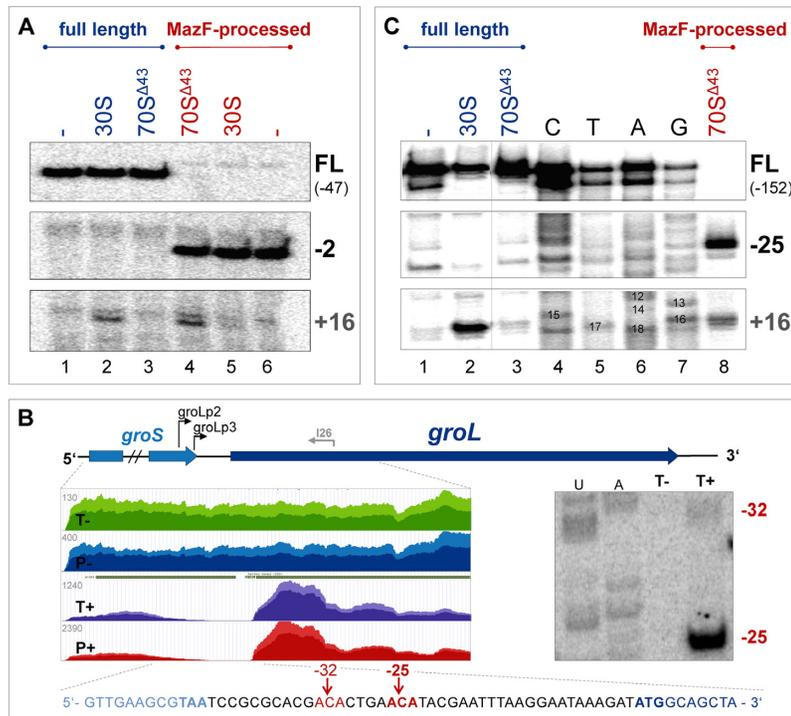 A
full length MazF-processed
- 30S 70SΔ43 70SΔ43 30S -
FL
(-47)
-2
+16
1 2 3 4 5 6
C
full length MazF-processed
- 30S 70SΔ43 C T A G 70SΔ43
FL
(-152)
-25
12
13
14
15
16
17
18
+16
1 2 3 4 5 6 7 8
B
groLp2
groLp3
groS
I26
groL
5‘ 3‘
130
T-
400
P-
1240
T+
2390
P+
U A T- T+
-32
-25
-32 -25
5‘- GTTGAAGCGTAATCCGCGCACGACACTGAACATACGAATTTAAGGAATAAAGATATGGCAGCTA - 3‘